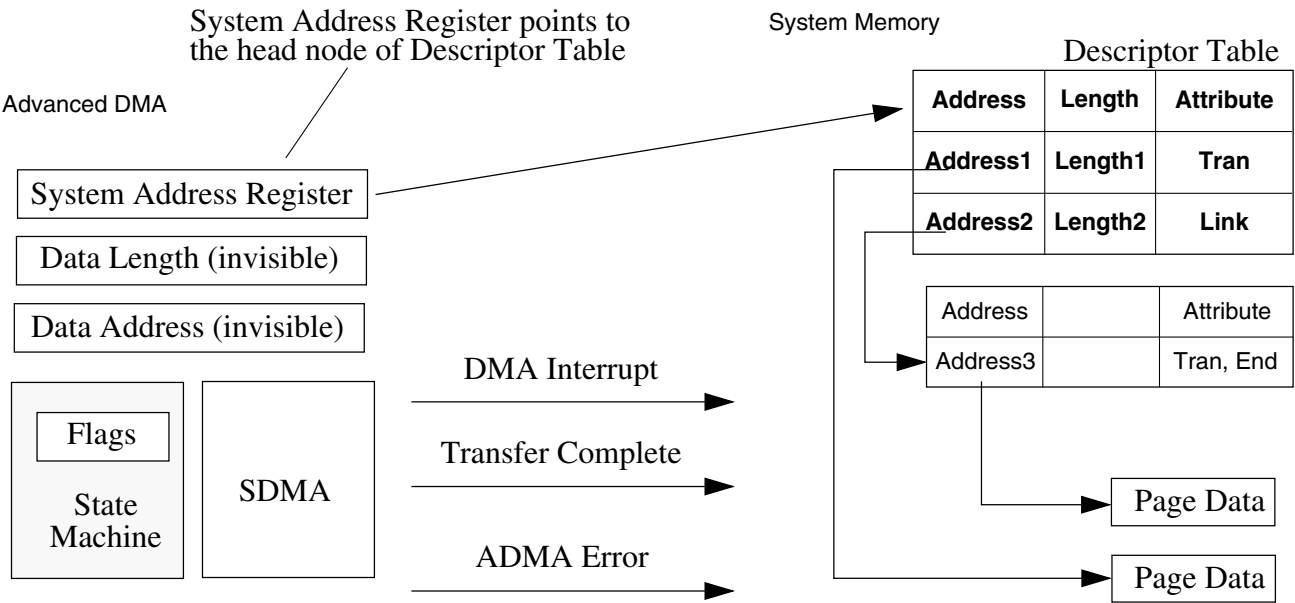 System Address Register points to
the head node of Descriptor Table
System Memory
Advanced DMA
Descriptor Table
Address Length Attribute
Address1 Length1 Tran
Address2 Length2 Link
System Address Register
Data Length (invisible)
Data Address (invisible)
Address Attribute
Address3 Tran, End
Flags
State
Machine
SDMA
DMA Interrupt
Transfer Complete
ADMA Error
Page Data
Page Data